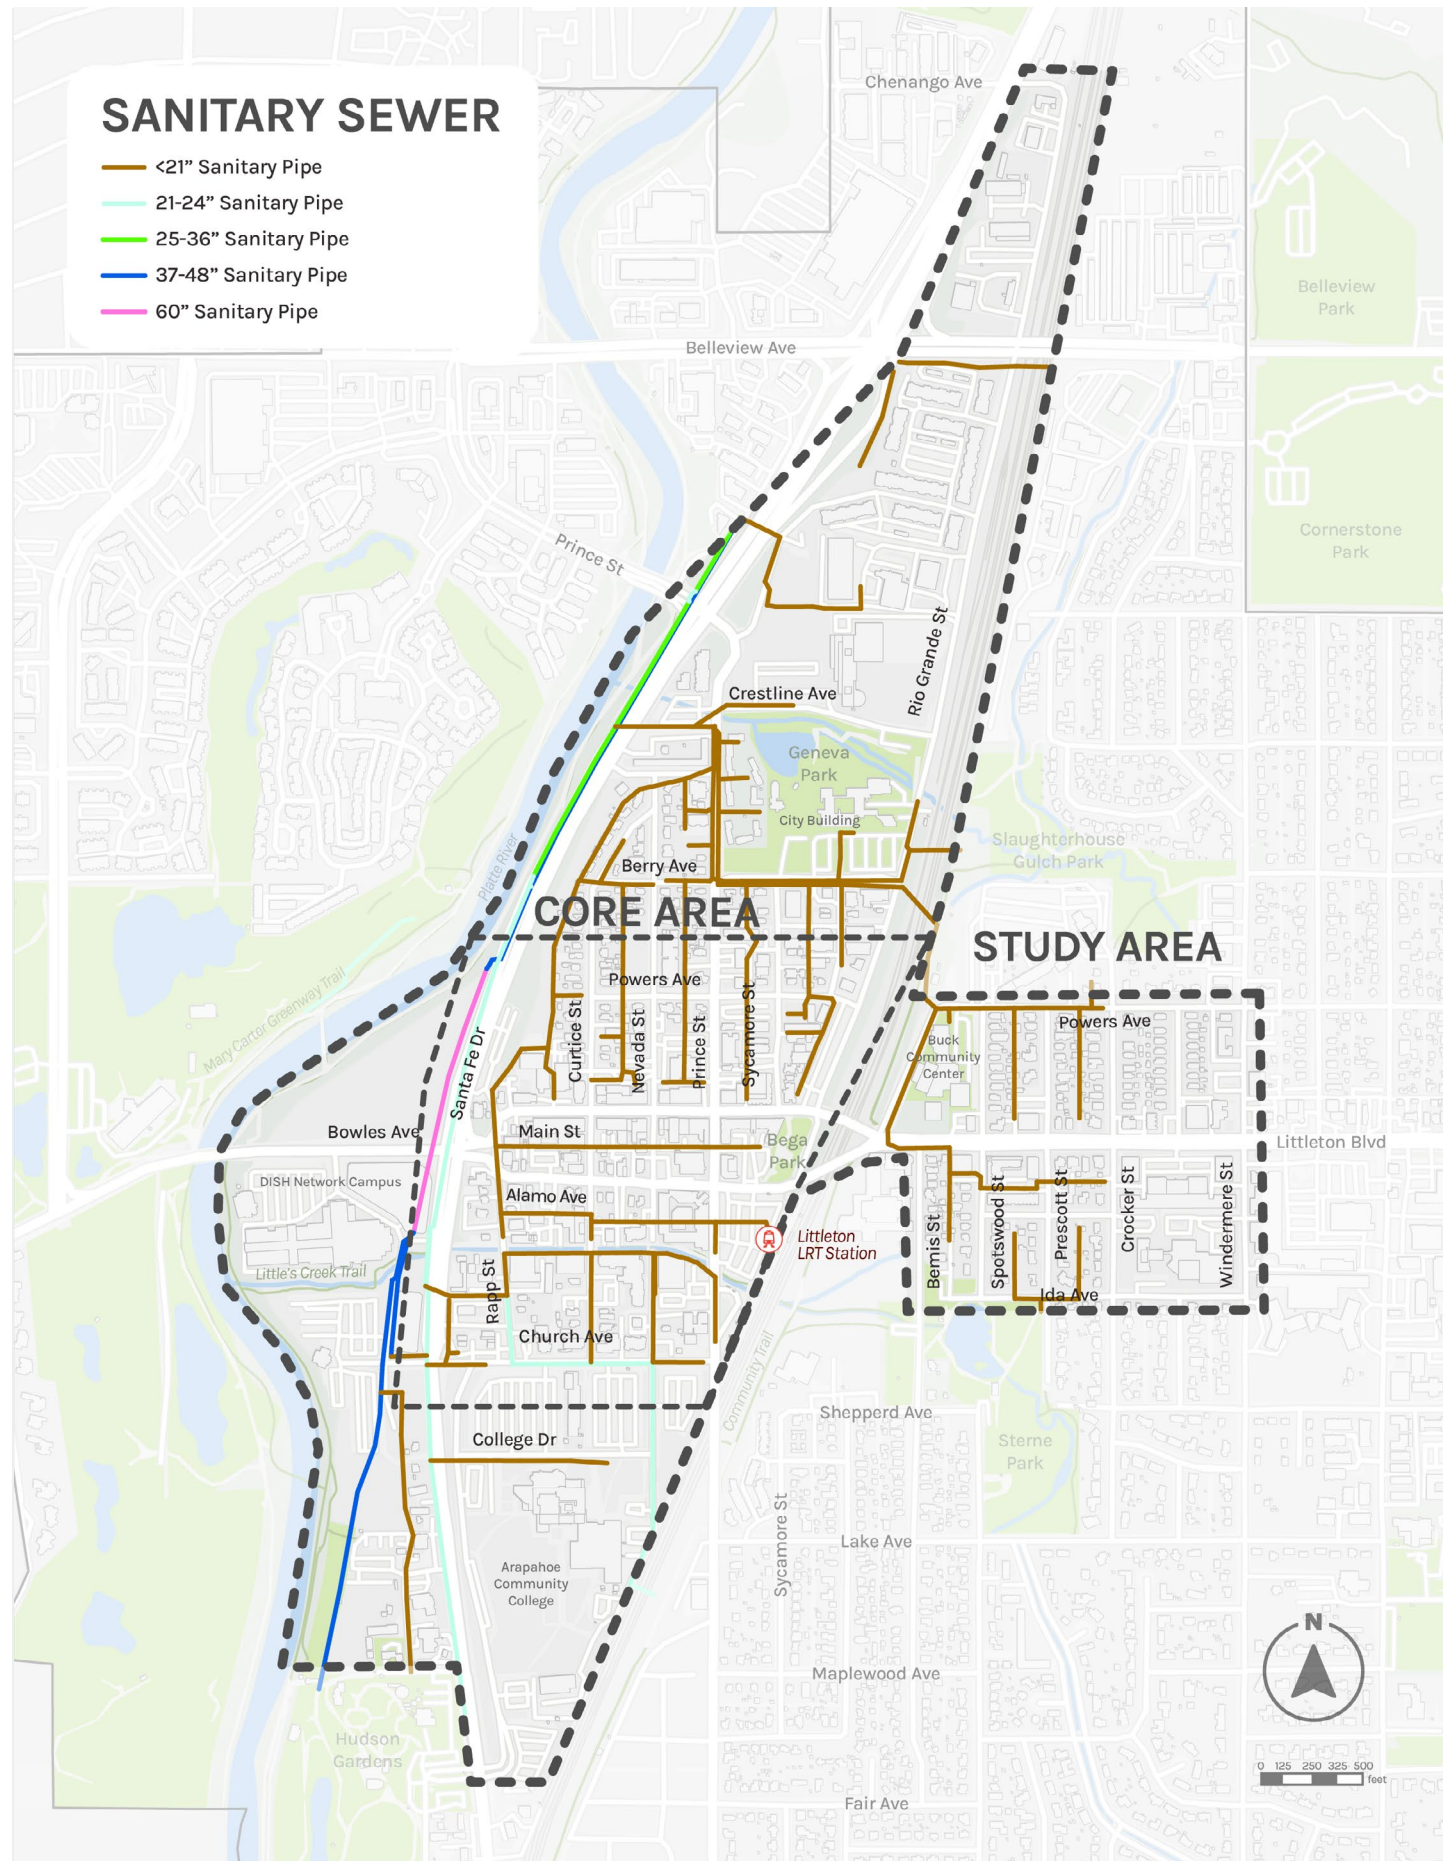 SANITARY SEWER
<21” Sanitary Pipe
21-24” Sanitary Pipe
25-36” Sanitary Pipe
37-48” Sanitary Pipe
60” Sanitary Pipe
Chenango Ave
Belleview
Park
Belleview Ave
Cornerstone
Park
Prince St
Rio Grande St
Crestline Ave
Geneva
Park
City Building
Slaughterhouse
Gulch Park
Platte River
Berry Ave
CORE AREA
STUDY AREA
Powers Ave
Mary Carter Greenway Trail
Curtice St
Nevada St
Prince St
Sycamore St
Santa Fe Dr
Powers Ave
Buck
Community
Center
Bowles Ave
Main St
Bega
Park
Littleton Blvd
DISH Network Campus
Alamo Ave
Littleton
LRT Station
Bemis St
Spotswood St
Prescott St
Crocker St
Windermere St
Little's Creek Trail
Rapp St
Ida Ave
Church Ave
Community Trail
Shepperd Ave
College Dr
Sterne
Park
Sycamore St
Lake Ave
Arapahoe
Community
College
N
Maplewood Ave
Hudson
Gardens
0 125 250 325 500
feet
Fair Ave